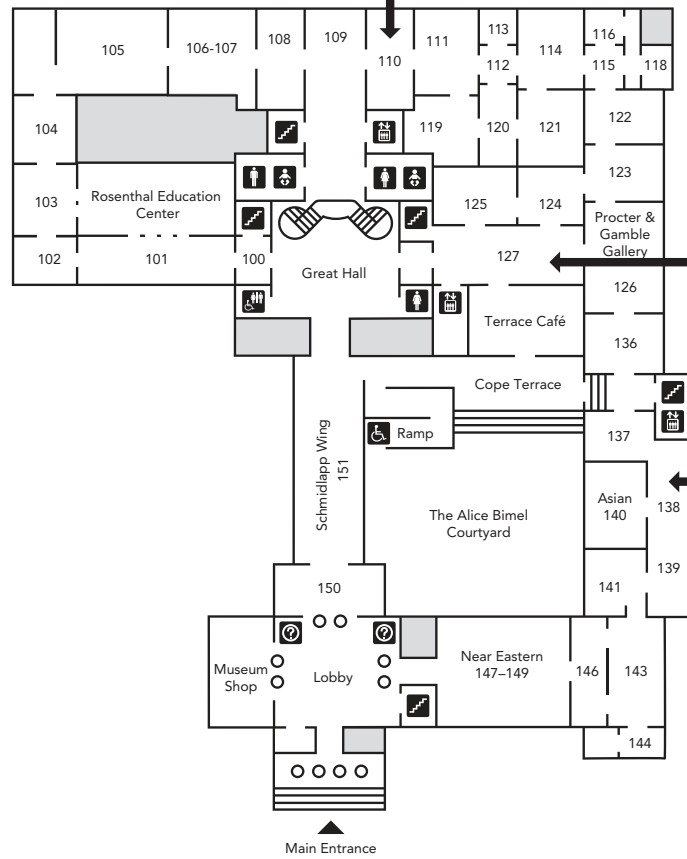 105
106-107
108
109
110
111
113
112
114
116
115
118
104
119
120
121
122
123
103
Rosenthal Education
Center
125
124
Procter &
Gamble
Gallery
102
101
100
Great Hall
127
126
Terrace Café
136
Cope Terrace
Schmidlapp Wing
151
Ramp
137
Asian
140
138
The Alice Bimel
Courtyard
139
150
141
?
?
Museum
Shop
Lobby
Near Eastern
147–149
146
143
144
Main Entrance